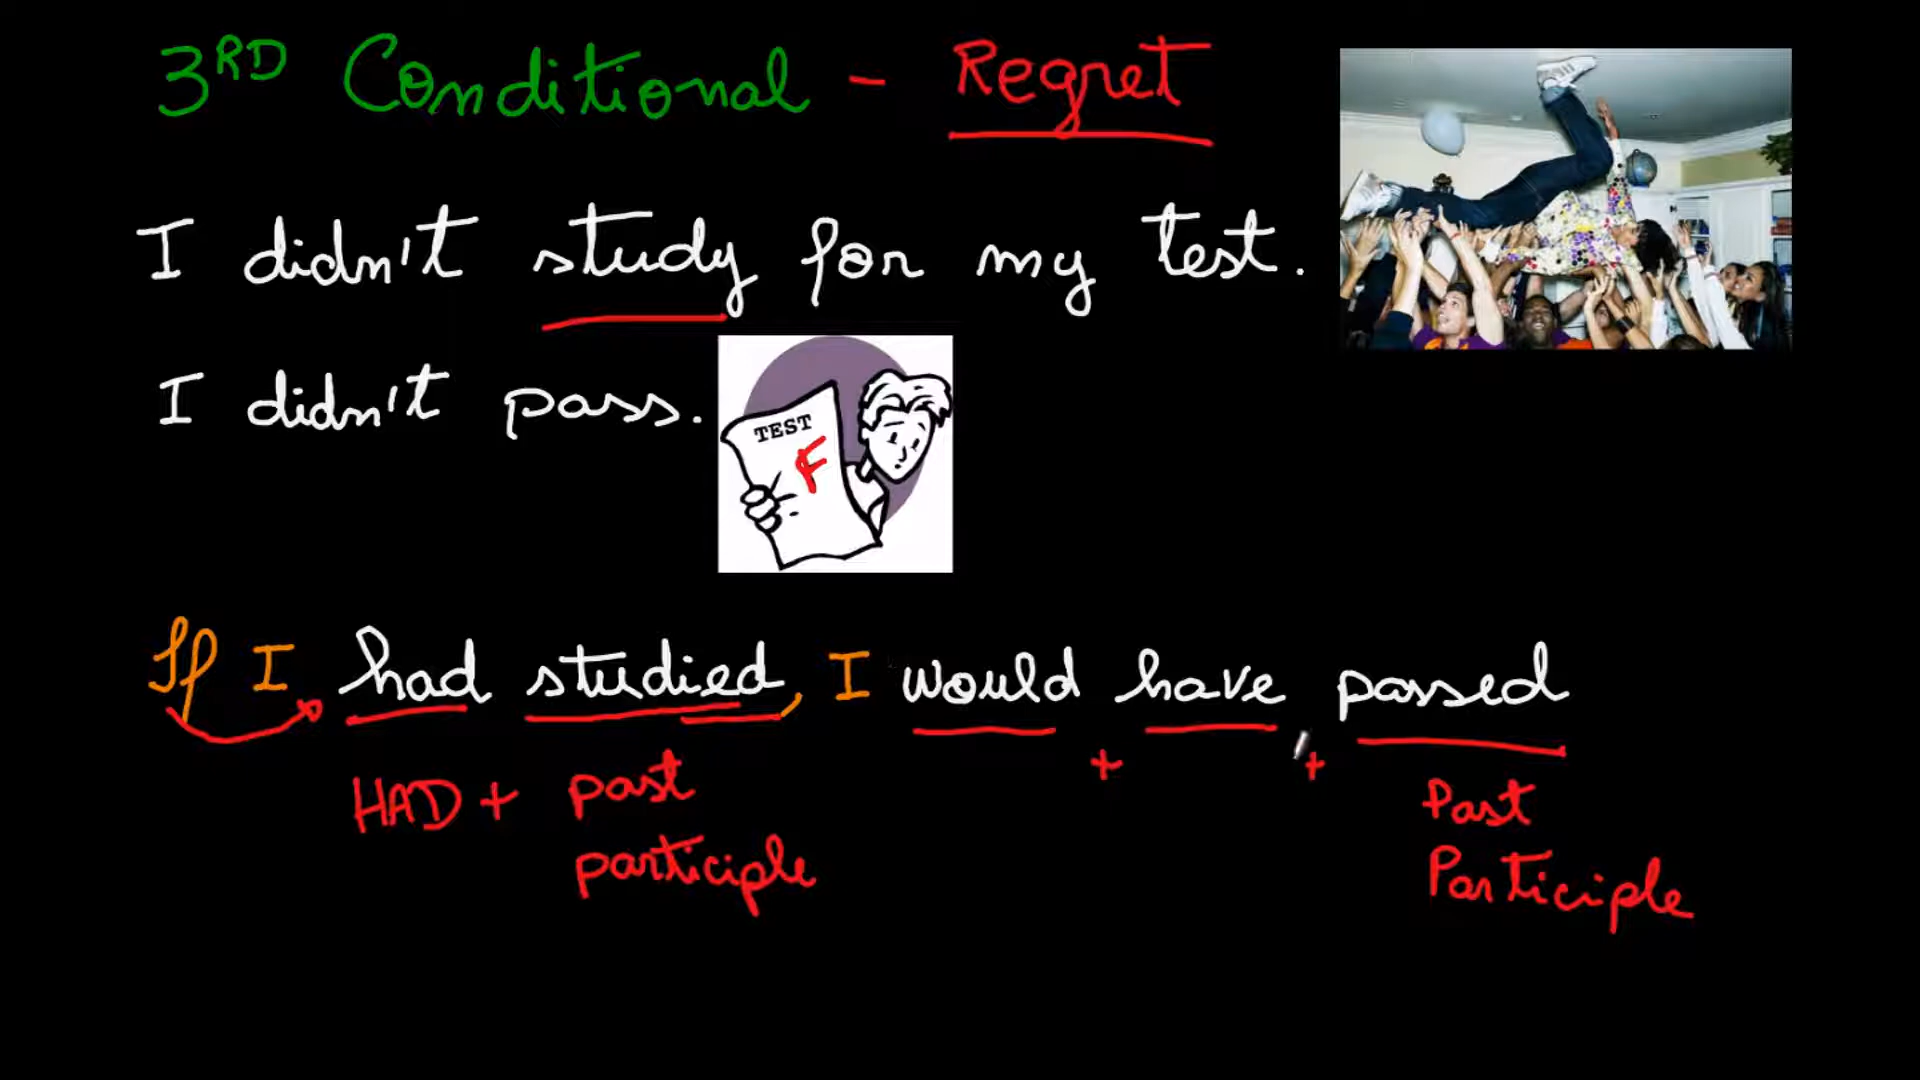 3RD Conditional - Regret
I didn't study for my test.
I didn't pass.
TEST
F
If I had studied, I would have passed
+ +
HAD + past participle
Past Participle